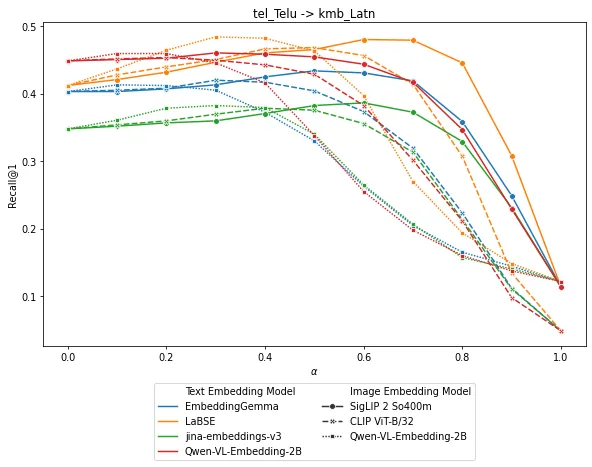 tel_Telu -> kmb_Latn
0.5
0.4
0.3
0.2
0.1
Recall@1
0.0 0.2 0.4 0.6 0.8 1.0
α
Text Embedding Model Image Embedding Model
EmbeddingGemma SigLIP 2 So400m
LaBSE CLIP ViT-B/32
jina-embeddings-v3 Qwen-VL-Embedding-2B
Qwen-VL-Embedding-2B